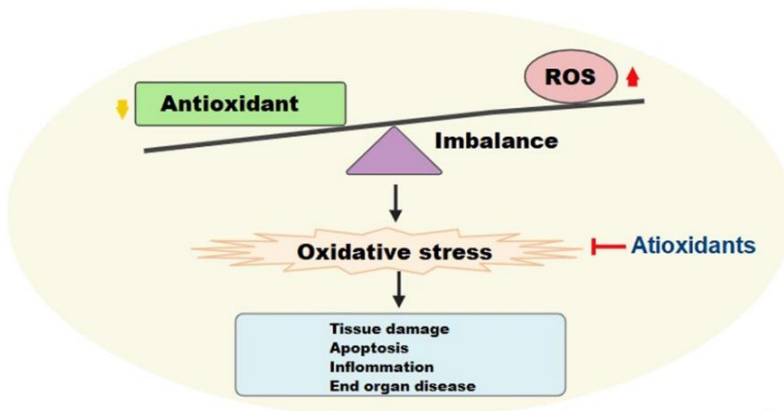 ROS
Antioxidant
Imbalance
Oxidative stress
Atioxidants
Tissue damage
Apoptosis
Inflommation
End organ disease